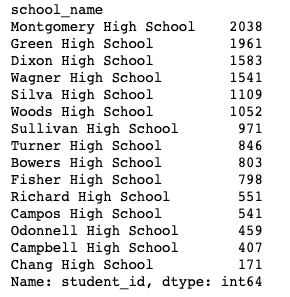 school_name
Montgomery High School    2038
Green High School         1961
Dixon High School         1583
Wagner High School        1541
Silva High School         1109
Woods High School         1052
Sullivan High School       971
Turner High School         846
Bowers High School         803
Fisher High School         798
Richard High School        551
Campos High School         541
Odonnell High School       459
Campbell High School       407
Chang High School          171
Name: student_id, dtype: int64